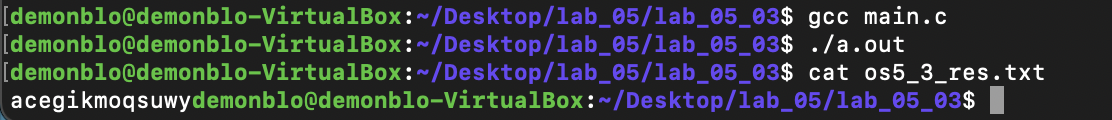 [demonblo@demonblo-VirtualBox:~/Desktop/lab_05/lab_05_03$ gcc main.c
[demonblo@demonblo-VirtualBox:~/Desktop/lab_05/lab_05_03$ ./a.out
[demonblo@demonblo-VirtualBox:~/Desktop/lab_05/lab_05_03$ cat os5_3_res.txt
acegikmoqsuwydemonblo@demonblo-VirtualBox:~/Desktop/lab_05/lab_05_03$